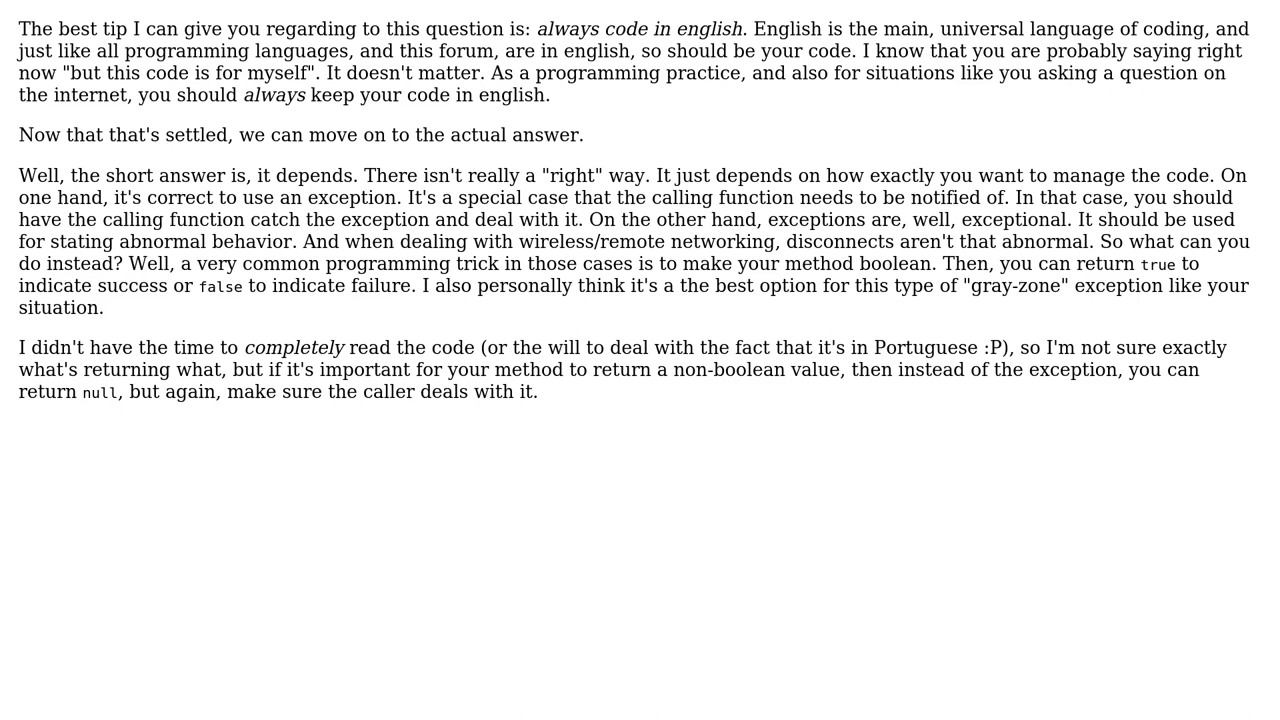 The best tip I can give you regarding to this question is: always code in english. English is the main, universal language of coding, and
just like all programming languages, and this forum, are in english, so should be your code. I know that you are probably saying right
now "but this code is for myself". It doesn't matter. As a programming practice, and also for situations like you asking a question on
the internet, you should always keep your code in english.
Now that that's settled, we can move on to the actual answer.
Well, the short answer is, it depends. There isn't really a "right" way. It just depends on how exactly you want to manage the code. On
one hand, it's correct to use an exception. It's a special case that the calling function needs to be notified of. In that case, you should
have the calling function catch the exception and deal with it. On the other hand, exceptions are, well, exceptional. It should be used
for stating abnormal behavior. And when dealing with wireless/remote networking, disconnects aren't that abnormal. So what can you
do instead? Well, a very common programming trick in those cases is to make your method boolean. Then, you can return true to
indicate success or false to indicate failure. I also personally think it's a the best option for this type of "gray-zone" exception like your
situation.
I didn't have the time to completely read the code (or the will to deal with the fact that it's in Portuguese :P), so I'm not sure exactly
what's returning what, but if it's important for your method to return a non-boolean value, then instead of the exception, you can
return null, but again, make sure the caller deals with it.